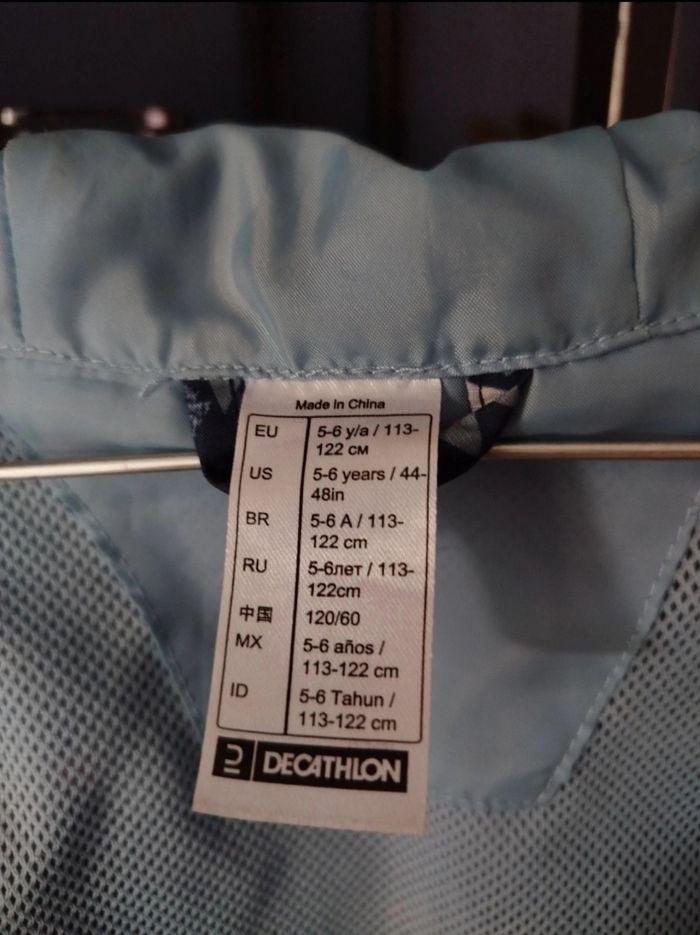 Made in China
EU 5-6 y/a / 113-
122 см
US 5-6 years / 44-
48in
BR 5-6 A / 113-
122 cm
RU 5-6лет / 113-
122cm
中国 120/60
MX 5-6 años /
113-122 cm
ID 5-6 Tahun /
113-122 cm
DECATHLON